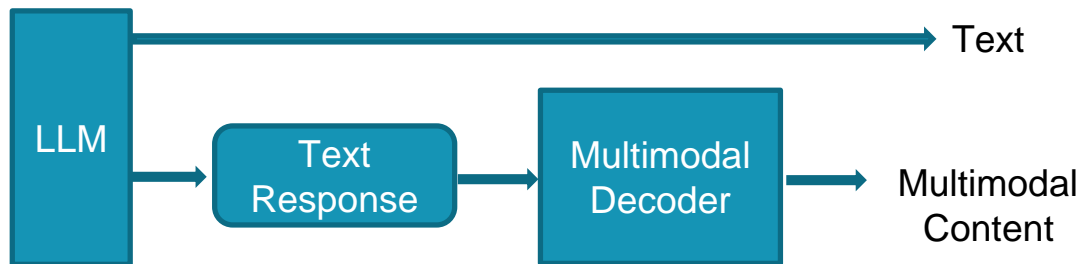 Text
LLM
Text
Response
Multimodal
Decoder
Multimodal
Content